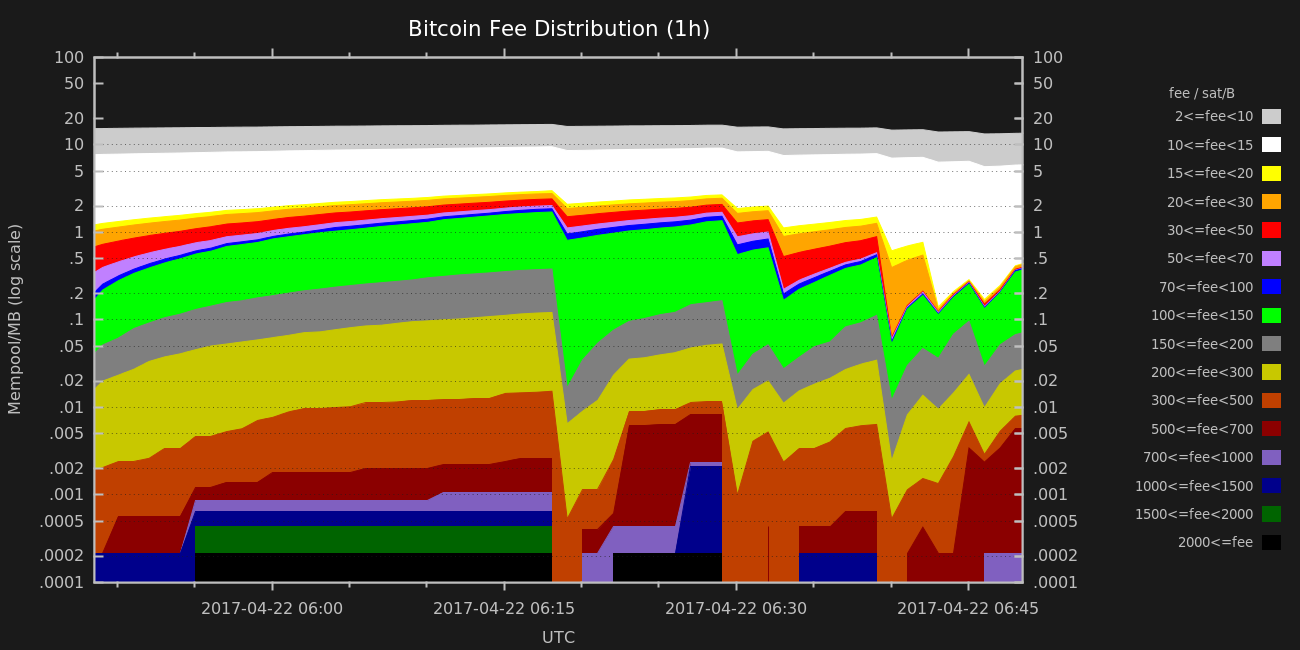 Bitcoin Fee Distribution (1h)
100 100
50 50
20 20
10 10
5 5
2 2
1 1
.5 .5
.2 .2
.1 .1
.05 .05
.02 .02
.01 .01
.005 .005
.002 .002
.001 .001
.0005 .0005
.0002 .0002
.0001 .0001
Mempool/MB (log scale)
2017-04-22 06:00 2017-04-22 06:15 2017-04-22 06:30 2017-04-22 06:45
UTC
fee / sat/B
2<=fee<10
10<=fee<15
15<=fee<20
20<=fee<30
30<=fee<50
50<=fee<70
70<=fee<100
100<=fee<150
150<=fee<200
200<=fee<300
300<=fee<500
500<=fee<700
700<=fee<1000
1000<=fee<1500
1500<=fee<2000
2000<=fee